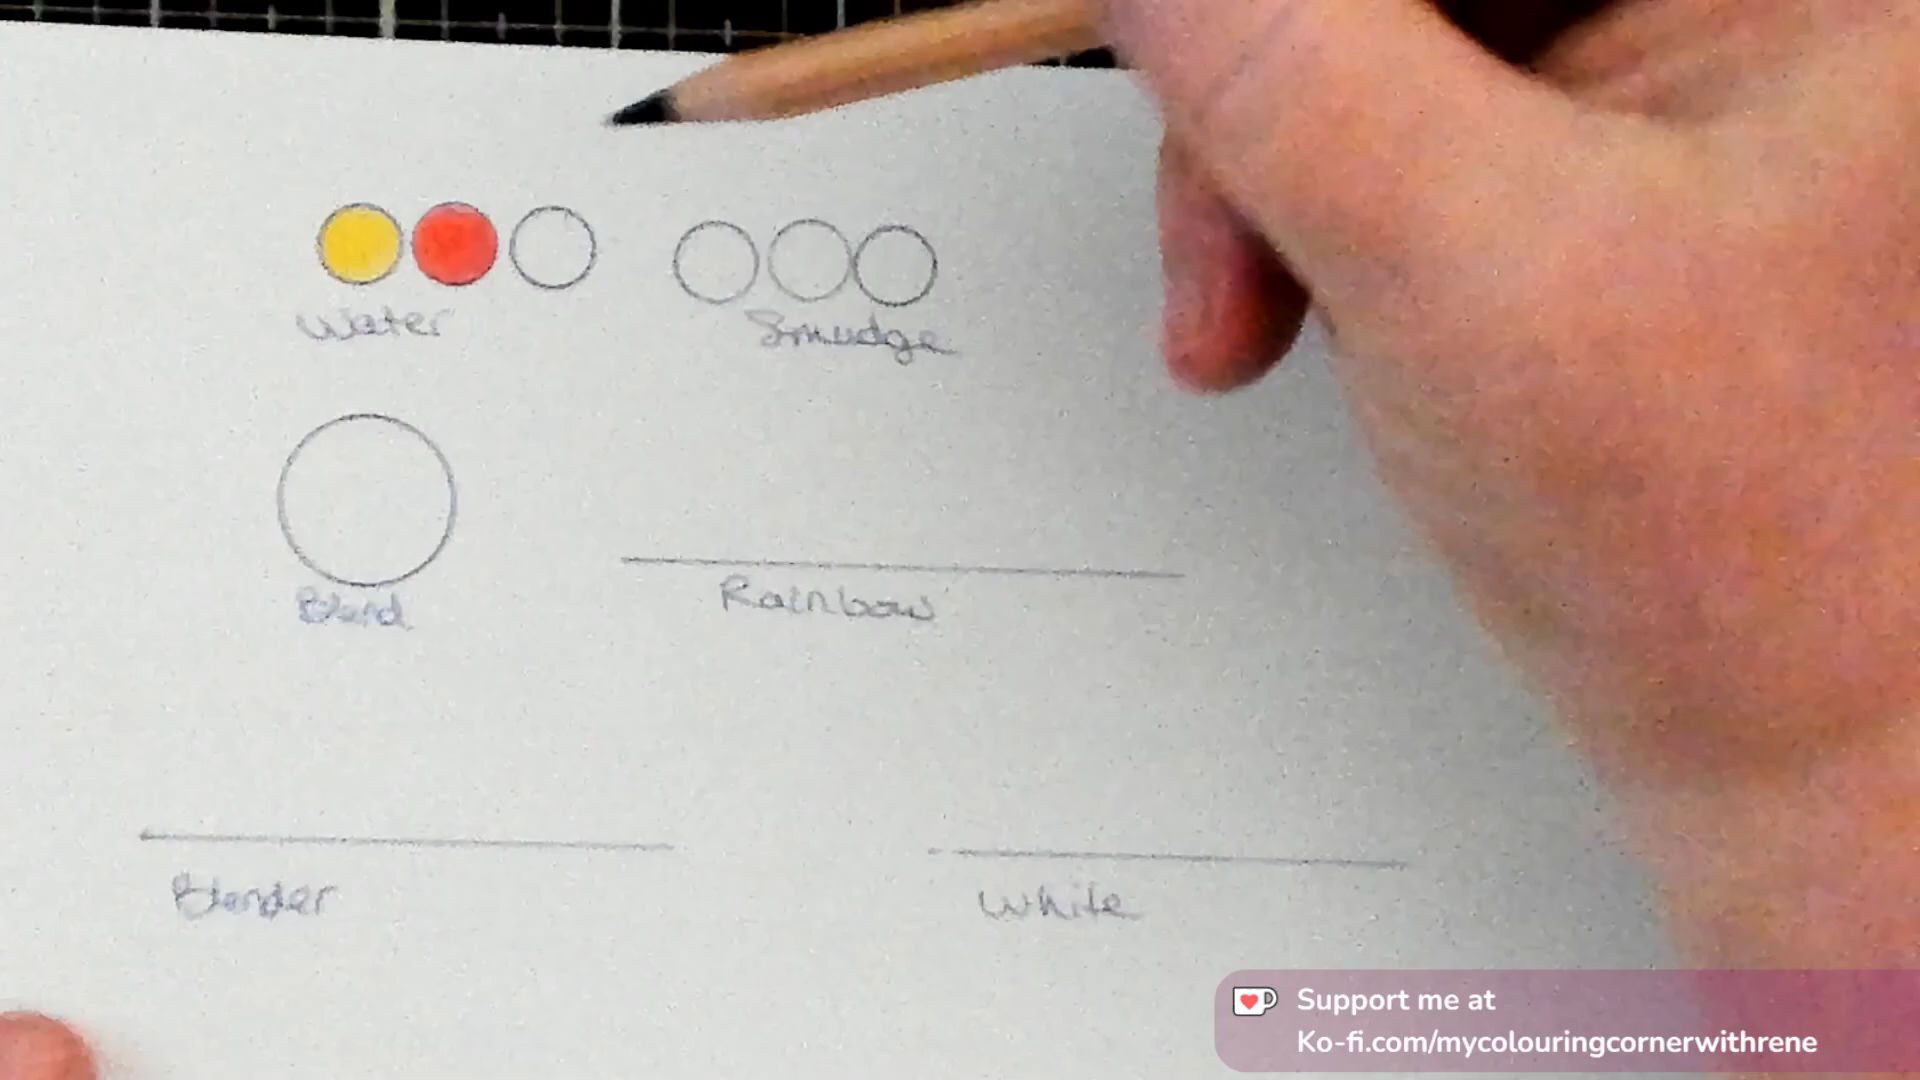 Water
Smudge
Blend
Rainbow
Blender
White
Support me at
Ko-fi.com/mycolouringcornerwithrene